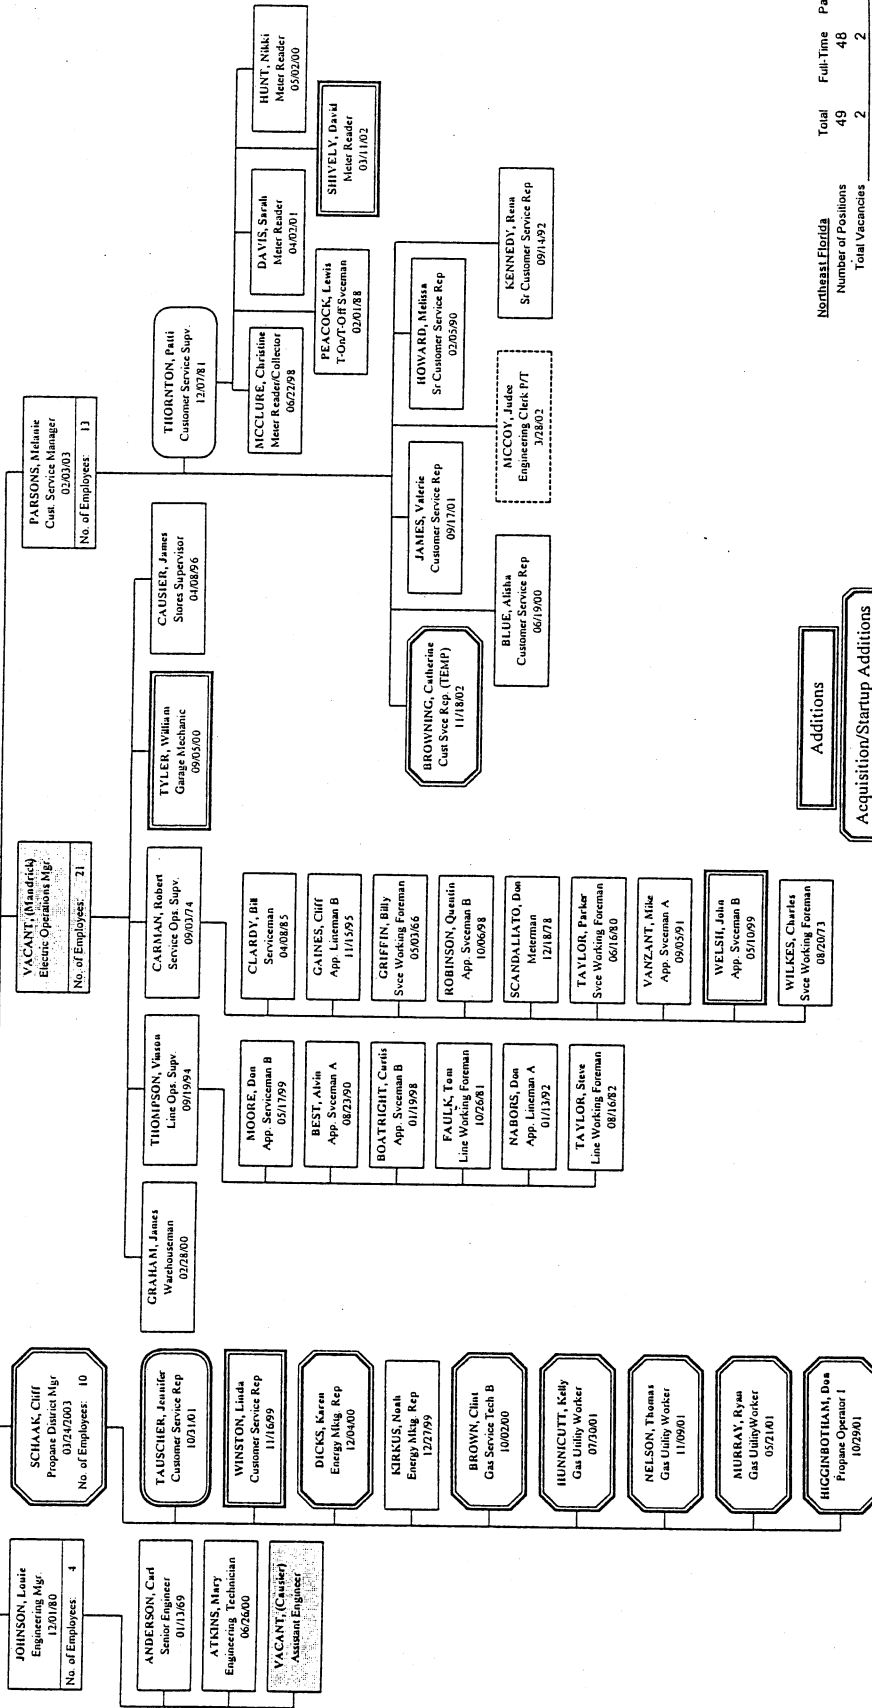 JOHNSON, Louie
Engineering Mgr.
12/01/80
No. of Employees: 4
ANDERSON, Carl
Senior Engineer
01/13/69
ATKINS, Mary
Engineering Technician
06/26/00
VACANT, (Causier)
Assistant Engineer
SCHAAK, Cliff
Propane District Mgr
03/24/2003
No. of Employees: 10
TAUSCHER, Jennifer
Customer Service Rep
10/31/01
WINSTON, Linda
Customer Service Rep
11/16/99
DICKS, Karen
Energy Mktg. Rep
12/04/00
KIRKUS, Noah
Energy Mktg. Rep
12/27/99
BROWN, Clint
Gas Service Tech B
10/02/00
HUNNICUTT, Kelly
Gas Utility Worker
07/30/01
NELSON, Thomas
Gas Utility Worker
11/09/01
MURRAY, Ryan
Gas UtilityWorker
05/21/01
HIGGINBOTHAM, Don
Propane Operator I
10/29/01
VACANT, (Mandrick)
Electric Operations Mgr.
No. of Employees: 21
GRAHAM, James
Warehouseman
02/28/00
THOMPSON, Vinson
Line Ops. Supv.
09/19/94
MOORE, Don
App. Serviceman B
05/17/99
BEST, Alvin
App. Svceman A
08/23/90
BOATRIGHT, Curtis
App. Svceman B
01/19/98
FAULK, Tom
Line Working Foreman
10/26/81
NABORS, Don
App. Lineman A
01/13/92
TAYLOR, Steve
Line Working Foreman
08/16/82
CARMAN, Robert
Service Ops. Supv.
09/03/74
CLARDY, Bill
Serviceman
04/08/85
GAINES, Cliff
App. Lineman B
11/15/95
GRIFFIN, Billy
Svce Working Foreman
05/03/66
ROBINSON, Quentin
App. Svceman B
10/06/98
SCANDALIATO, Don
Meterman
12/18/78
TAYLOR, Parker
Svce Working Foreman
06/16/80
VANZANT, Mike
App. Svceman A
09/05/91
WELSH, John
App. Svceman B
05/10/99
WILKES, Charles
Svce Working Foreman
08/20/73
TYLER, William
Garage Mechanic
09/05/00
CAUSIER, James
Stores Supervisor
04/08/96
PARSONS, Melanie
Cust. Service Manager
02/03/03
No. of Employees: 13
THORNTON, Patti
Customer Service Supv.
12/07/81
MCCLURE, Christine
Meter Reader/Collector
06/22/98
DAVIS, Sarah
Meter Reader
04/02/01
HUNT, Nikki
Meter Reader
05/02/00
PEACOCK, Lewis
T-On/T-Off Svceman
02/01/88
SHIVELY, David
Meter Reader
03/11/02
BROWNING, Catherine
Cust Svce Rep. (TEMP)
11/18/02
JAMES, Valerie
Customer Service Rep
09/17/01
HOWARD, Melissa
Sr Customer Service Rep
02/05/90
BLUE, Alisha
Customer Service Rep
06/19/00
MCCOY, Judee
Engineering Clerk P/T
3/28/02
KENNEDY, Rena
Sr Customer Service Rep
09/14/92
Additions
Acquisition/Startup Additions
Northeast Florida Total Full-Time Pa
Number of Positions 49 48
Total Vacancies 2 2